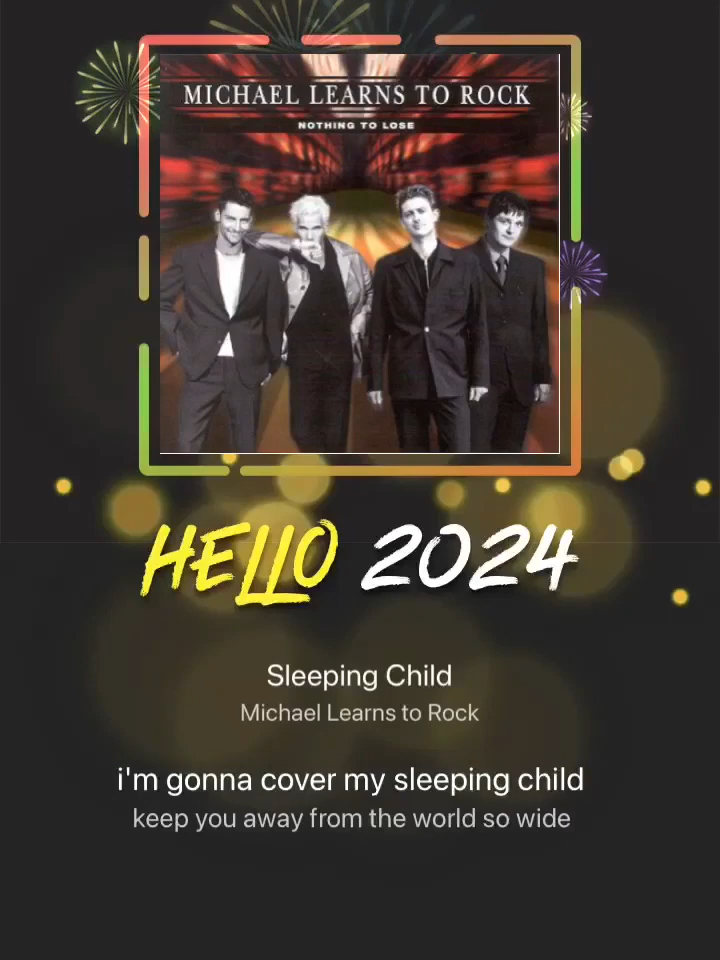 MICHAEL LEARNS TO ROCK
NOTHING TO LOSE
HELLO 2024
Sleeping Child
Michael Learns to Rock
i'm gonna cover my sleeping child
keep you away from the world so wide